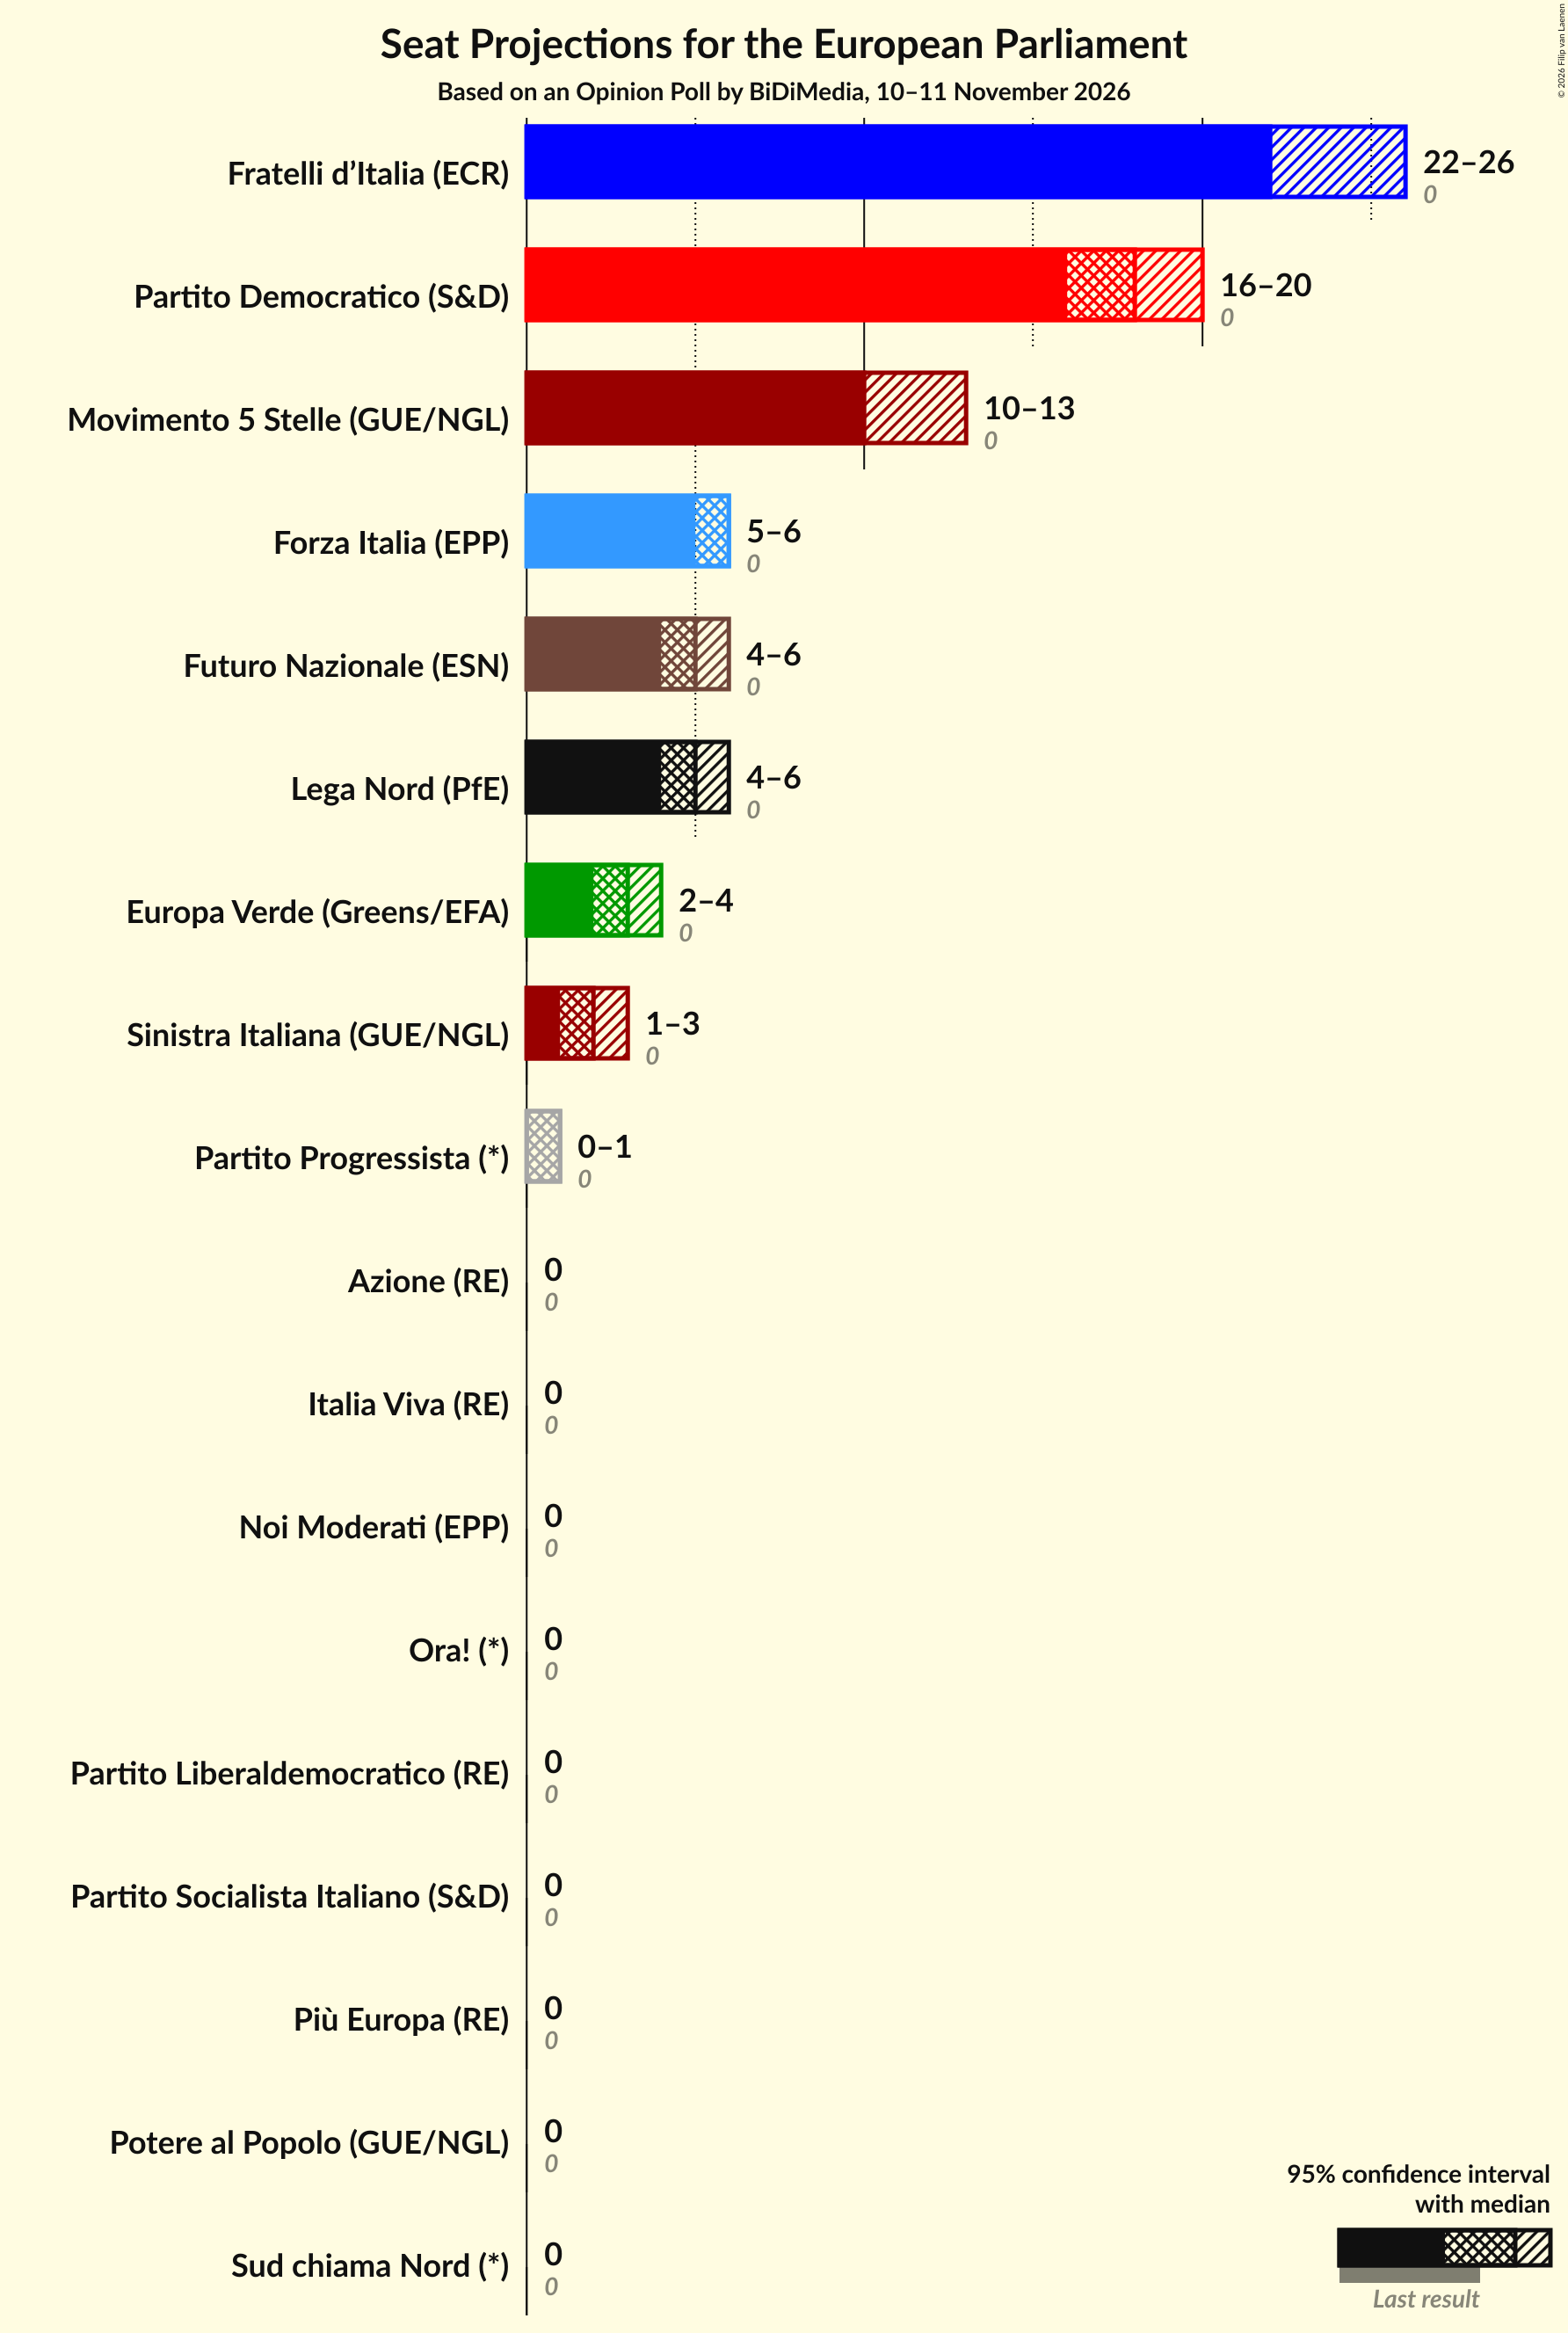 Seat Projections for the European Parliament
Based on an Opinion Poll by BiDiMedia, 10–11 November 2026
© 2026 Filip van Laenen
Fratelli d’Italia (ECR)
22–26
0
Partito Democratico (S&D)
16–20
0
Movimento 5 Stelle (GUE/NGL)
10–13
0
Forza Italia (EPP)
5–6
0
Futuro Nazionale (ESN)
4–6
0
Lega Nord (PfE)
4–6
0
Europa Verde (Greens/EFA)
2–4
0
Sinistra Italiana (GUE/NGL)
1–3
0
Partito Progressista (*)
0–1
0
Azione (RE)
0
0
Italia Viva (RE)
0
0
Noi Moderati (EPP)
0
0
Ora! (*)
0
0
Partito Liberaldemocratico (RE)
0
0
Partito Socialista Italiano (S&D)
0
0
Più Europa (RE)
0
0
Potere al Popolo (GUE/NGL)
0
0
Sud chiama Nord (*)
0
0
95% confidence interval
with median
Last result